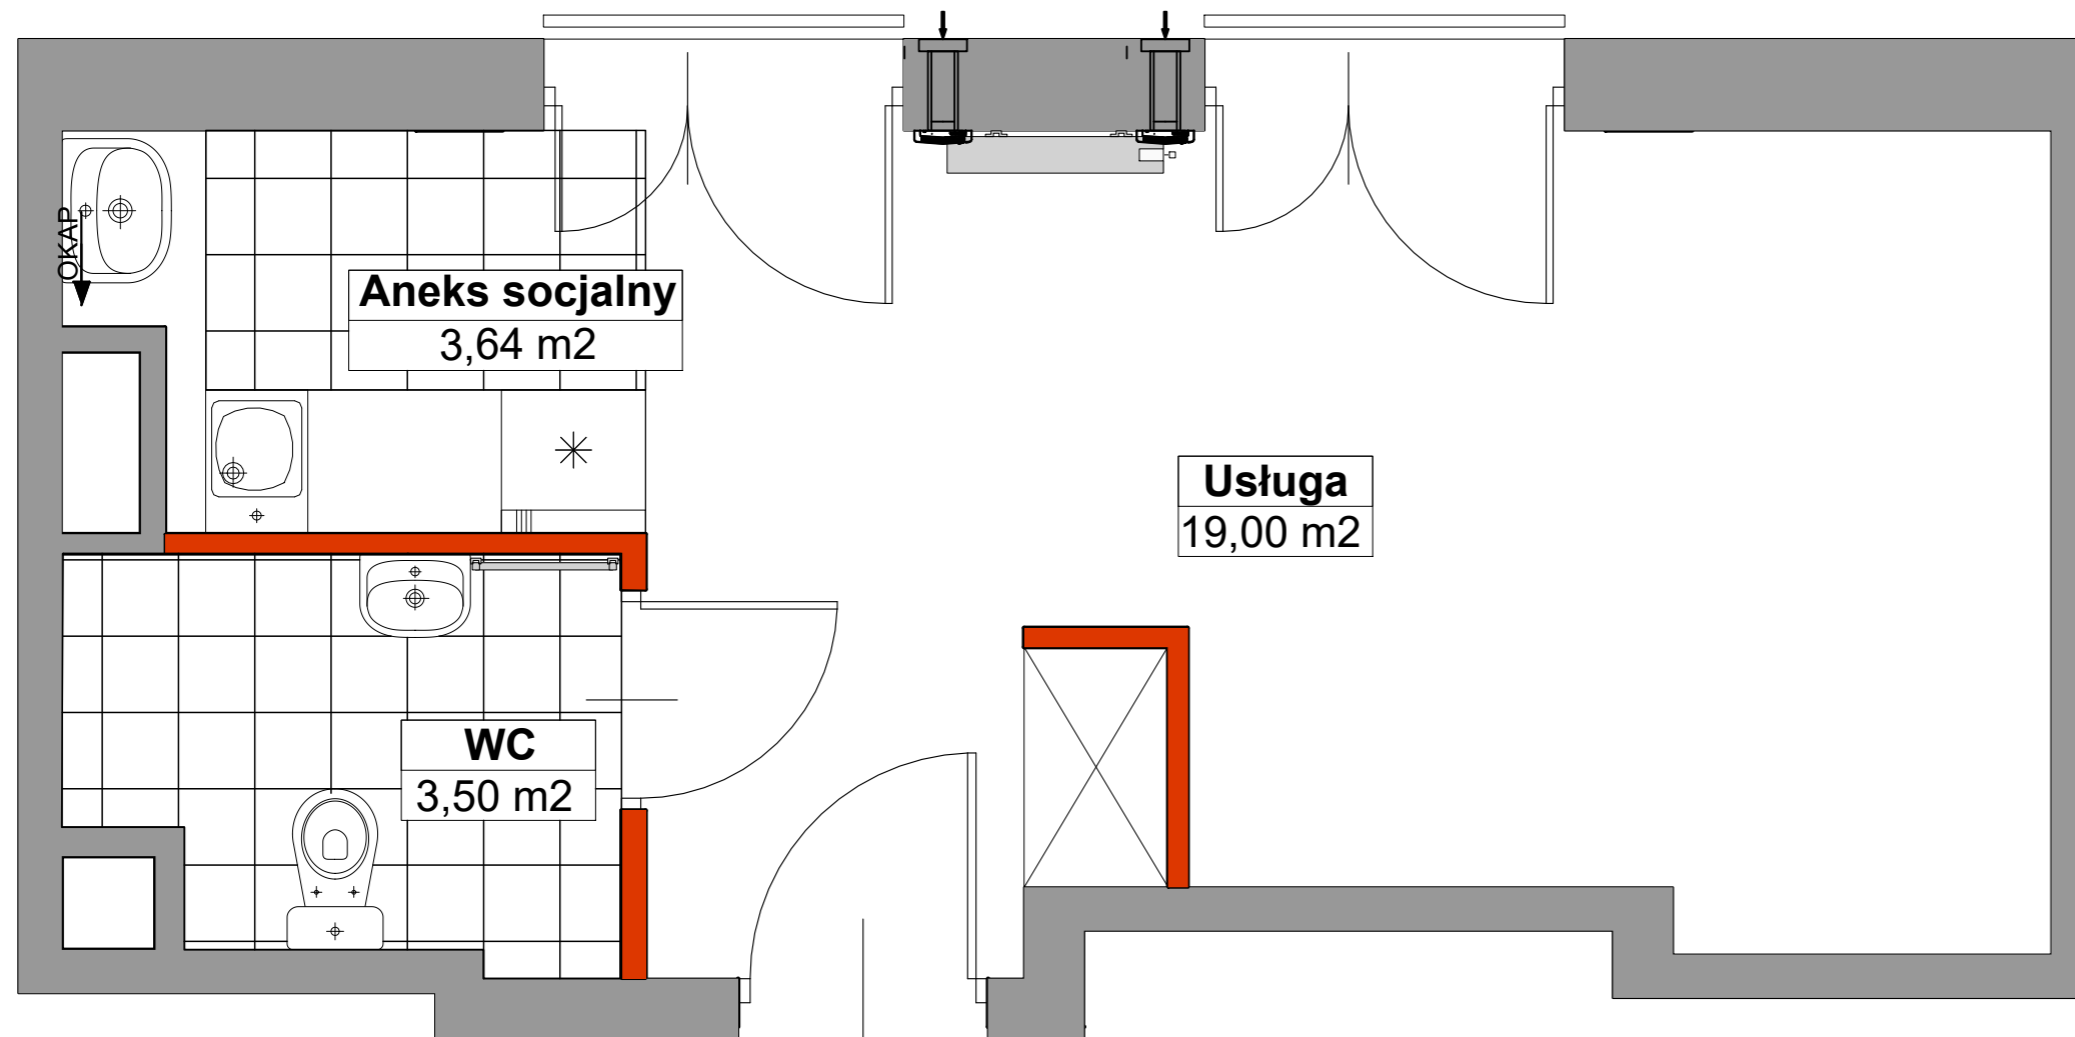 OKAP
Aneks socjalny
3,64 m2
Usługa
19,00 m2
WC
3,50 m2